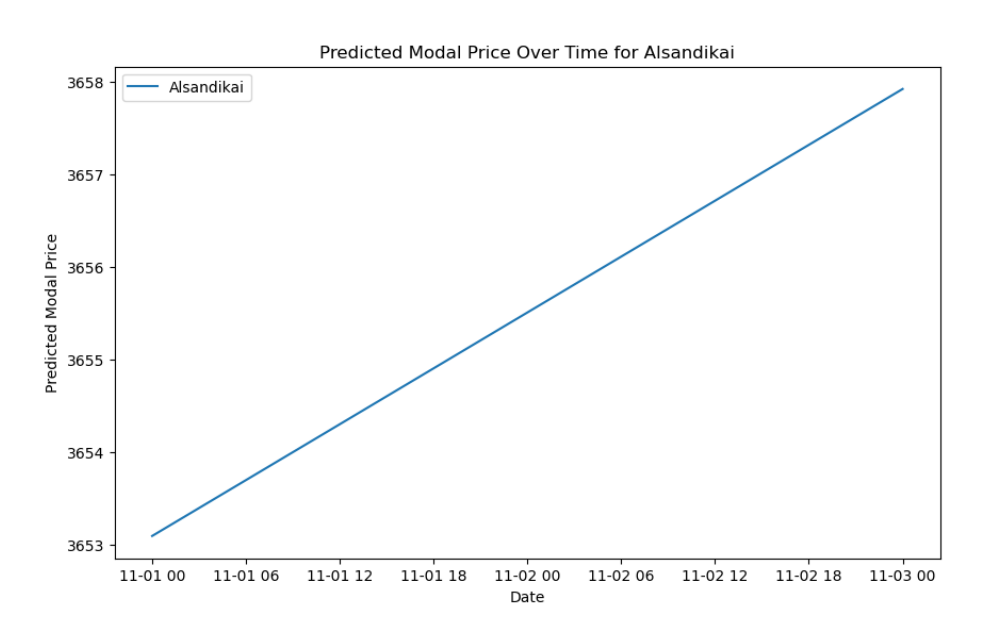 Predicted Modal Price Over Time for Alsandikai
Alsandikai
Predicted Modal Price
3658
3657
3656
3655
3654
3653
11-01 00 11-01 06 11-01 12 11-01 18 11-02 00 11-02 06 11-02 12 11-02 18 11-03 00
Date